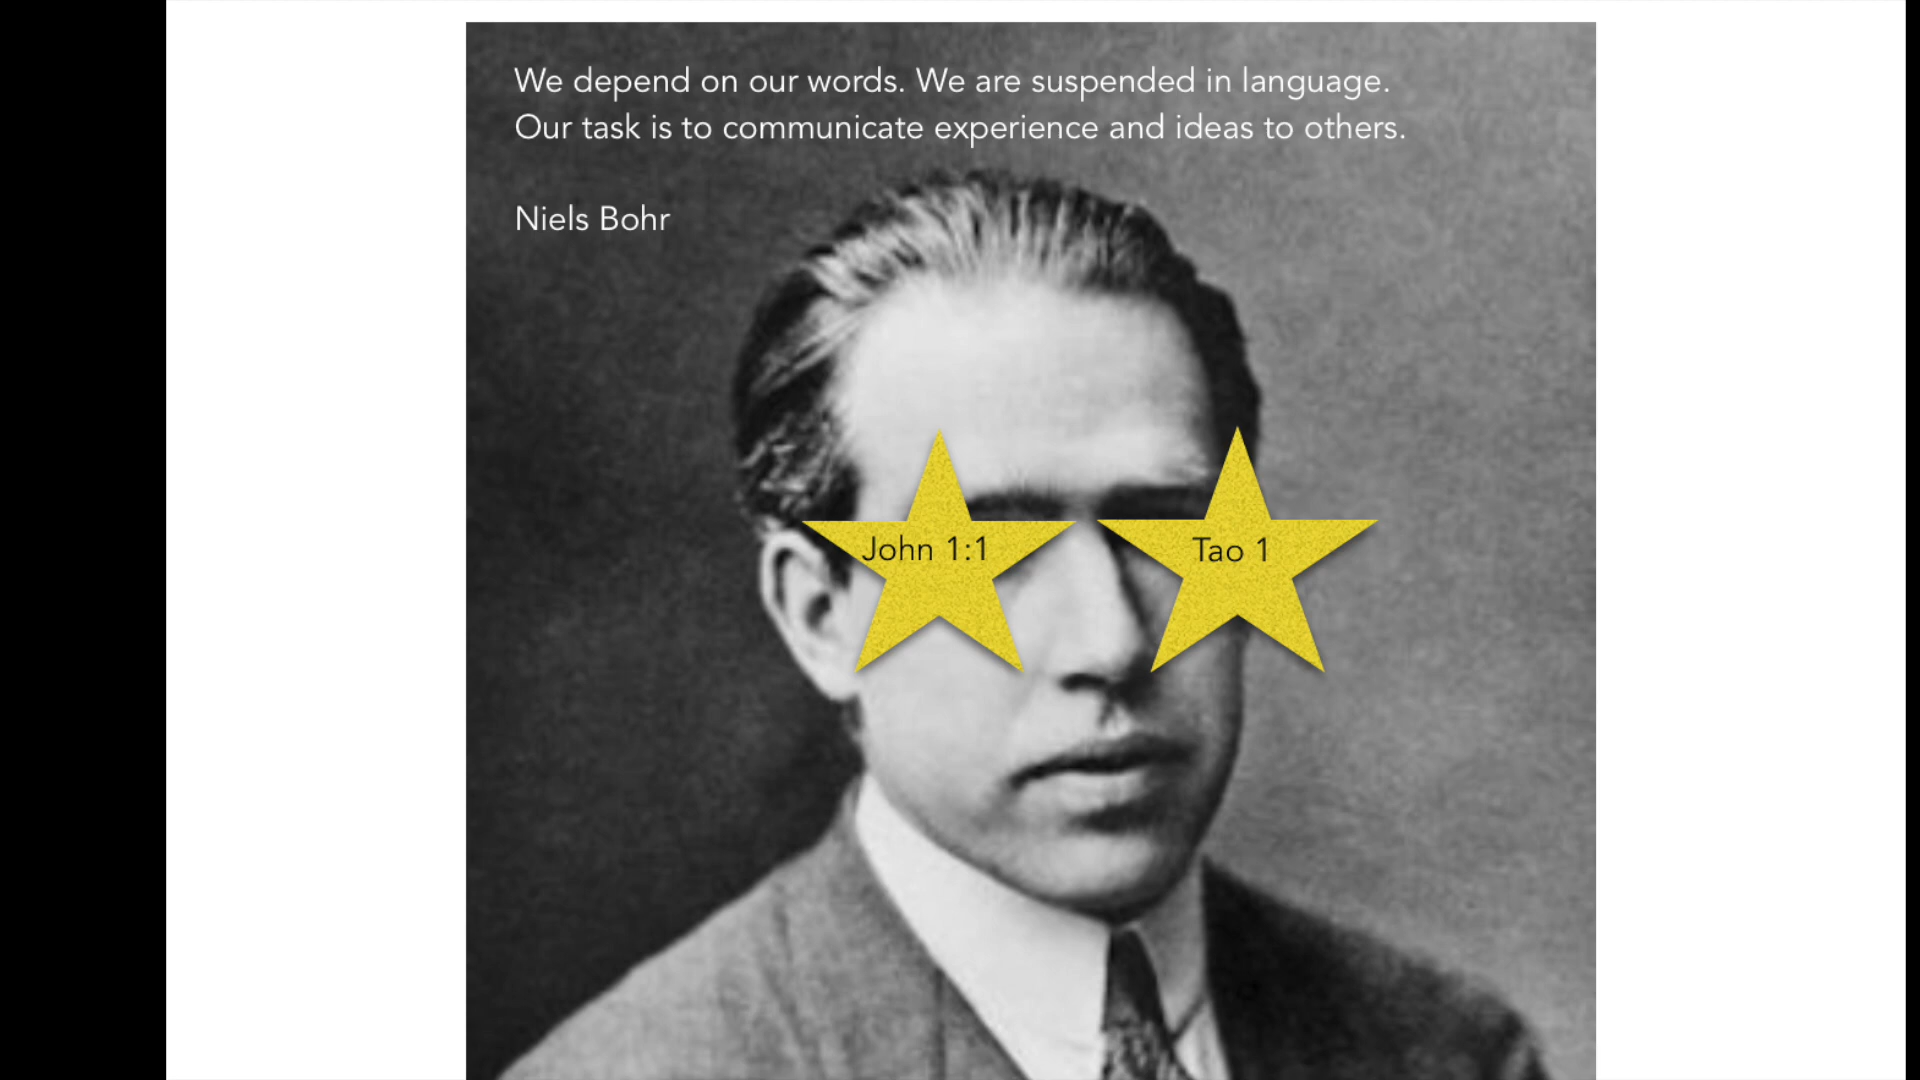 We depend on our words. We are suspended in language.
Our task is to communicate experience and ideas to others.
Niels Bohr
John 1:1
Tao 1